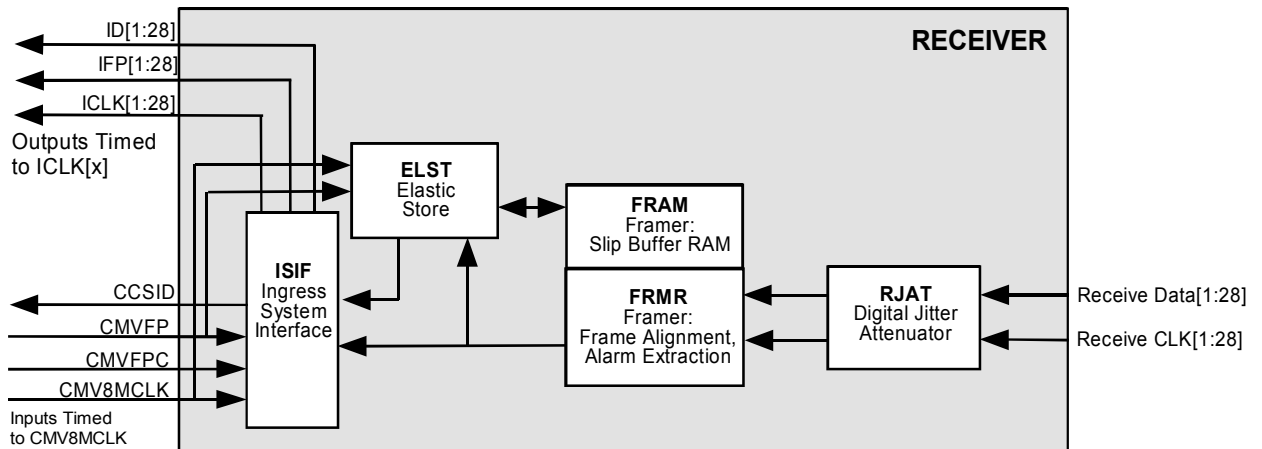 ID[1:28]
IFP[1:28]
ICLK[1:28]
Outputs Timed
to ICLK[x]
RECEIVER
ELST
Elastic
Store
FRAM
Framer:
Slip Buffer RAM
ISIF
Ingress
System
Interface
FRMR
Framer:
Frame Alignment,
Alarm Extraction
RJAT
Digital Jitter
Attenuator
Receive Data[1:28]
Receive CLK[1:28]
CCSID
CMVFP
CMVFPC
CMV8MCLK
Inputs Timed
to CMV8MCLK